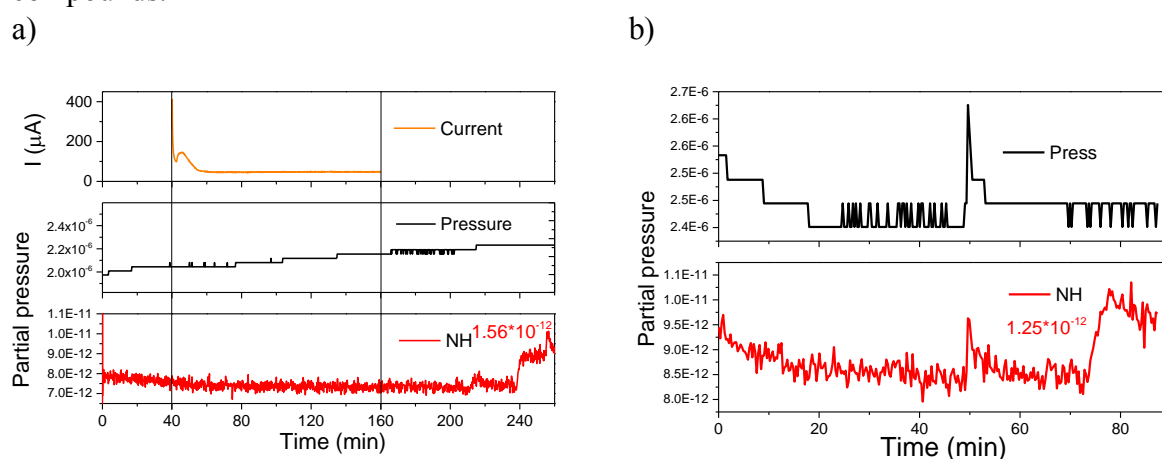 a)
b)
400
200
0
I (μA)
Current
2.4x10⁻⁶
2.2x10⁻⁶
2.0x10⁻⁶
Pressure
Partial pressure
1.1E-11
9.0E-12
8.0E-12
7.0E-12
NH
1.56*10⁻¹²
0 40 80 120 160 200 240
Time (min)
2.7E-6
2.6E-6
2.6E-6
2.5E-6
2.5E-6
2.4E-6
Press
Partial pressure
1.1E-11
1.0E-11
9.5E-12
9.0E-12
8.5E-12
8.0E-12
NH
1.25*10⁻¹²
0 20 40 60 80
Time (min)